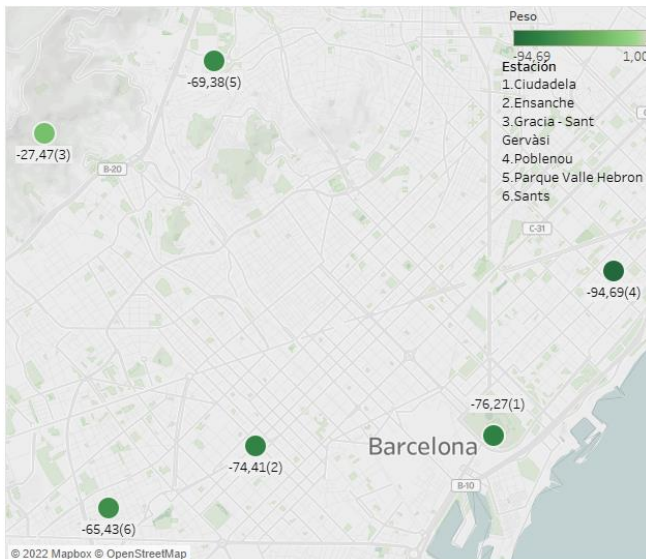 Peso
-94,69 1,00
Estación
1.Ciudadela
2.Ensanche
3.Gracia - Sant
Gervàsi
4.Poblenou
5.Parque Valle Hebron
6.Sants
-69,38(5)
-27,47(3)
B-20
C-31
-94,69(4)
-76,27(1)
Barcelona
-74,41(2)
B-10
-65,43(6)
© 2022 Mapbox © OpenStreetMap